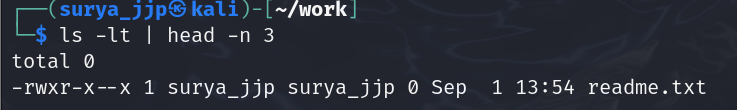 ┌──(surya_jjp㉿kali)-[~/work]
└─$ ls -lt | head -n 3
total 0
-rwxr-x--x 1 surya_jjp surya_jjp 0 Sep  1 13:54 readme.txt